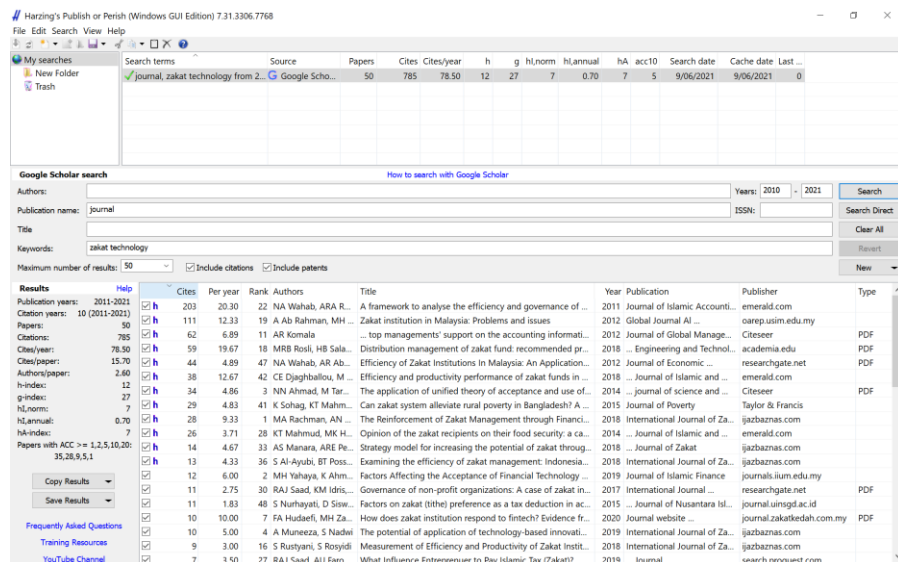 Harzing's Publish or Perish (Windows GUI Edition) 7.31.3306.7768
File Edit Search View Help
My searches
New Folder
Trash
Search terms Source Papers Cites Cites/year h g hI,norm hI,annual hA acc10 Search date Cache date Last ...
journal, zakat technology from 2... G Google Scho... 50 785 78.50 12 27 7 0.70 7 5 9/06/2021 9/06/2021 0
Google Scholar search How to search with Google Scholar
Authors: Years: 2010 - 2021 Search
Publication name: journal ISSN: Search Direct
Title Clear All
Keywords: zakat technology Revert
Maximum number of results: 50 Include citations Include patents New
Results Help
Publication years: 2011-2021
Citation years: 10 (2011-2021)
Papers: 50
Citations: 785
Cites/year: 78.50
Cites/paper: 15.70
Authors/paper: 2.60
h-index: 12
g-index: 27
hI,norm: 7
hI,annual: 0.70
hA-index: 7
Papers with ACC >= 1,2,5,10,20:
35,28,9,5,1
Copy Results
Save Results
Frequently Asked Questions
Training Resources
YouTube Channel
Cites Per year Rank Authors Title Year Publication Publisher Type
h 203 20.30 22 NA Wahab, ARA R... A framework to analyse the efficiency and governance of ... 2011 Journal of Islamic Accounti... emerald.com
h 111 12.33 19 A Ab Rahman, MH ... Zakat institution in Malaysia: Problems and issues 2012 Global Journal Al ... oarep.usim.edu.my
h 62 6.89 11 AR Komala ... top managements' support on the accounting informati... 2012 Journal of Global Manage... Citeseer PDF
h 59 19.67 18 MRB Rosli, HB Sala... Distribution management of zakat fund: recommended pr... 2018 ... Engineering and Technol... academia.edu PDF
h 44 4.89 47 NA Wahab, AR Ab... Efficiency of Zakat Institutions In Malaysia: An Application... 2012 Journal of Economic ... researchgate.net PDF
h 38 12.67 42 CE Djaghballou, M ... Efficiency and productivity performance of zakat funds in ... 2018 ... Journal of Islamic and ... emerald.com
h 34 4.86 3 NN Ahmad, M Tar... The application of unified theory of acceptance and use of... 2014 ... journal of science and ... Citeseer PDF
h 29 4.83 41 K Sohag, KT Mahm... Can zakat system alleviate rural poverty in Bangladesh? A ... 2015 Journal of Poverty Taylor & Francis
h 28 9.33 1 MA Rachman, AN ... The Reinforcement of Zakat Management through Financi... 2018 International Journal of Za... ijazbaznas.com
h 26 3.71 28 KT Mahmud, MK H... Opinion of the zakat recipients on their food security: a ca... 2014 ... Journal of Islamic and ... emerald.com
h 14 4.67 33 AS Manara, ARE Pe... Strategy model for increasing the potential of zakat throug... 2018 ... Journal of Zakat ijazbaznas.com
h 13 4.33 36 S Al-Ayubi, BT Poss... Examining the efficiency of zakat management: Indonesia... 2018 International Journal of Za... ijazbaznas.com
12 6.00 2 MH Yahaya, K Ahm... Factors Affecting the Acceptance of Financial Technology ... 2019 Journal of Islamic Finance journals.iium.edu.my
11 2.75 30 RAJ Saad, KM Idris,... Governance of non-profit organizations: A case of zakat in... 2017 International Journal ... researchgate.net PDF
11 1.83 48 S Nurhayati, D Sisw... Factors on zakat (tithe) preference as a tax deduction in ac... 2015 ... Journal of Nusantara Isl... journal.uinsgd.ac.id
10 10.00 7 FA Hudaefi, MH Za... How does zakat institution respond to fintech? Evidence fr... 2020 Journal website ... journal.zakatkedah.com.my PDF
10 5.00 4 A Muneeza, S Nadwi The potential of application of technology-based innovati... 2019 International Journal of Za... ijazbaznas.com
9 3.00 16 S Rustyani, S Rosyidi Measurement of Efficiency and Productivity of Zakat Instit... 2018 International Journal of Za... ijazbaznas.com
7 3.50 27 RAJ Saad, AU Faro... What Influence Entreprenuer to Pay Islamic Tax (Zakat)? 2019 ... Journal search.proquest.com